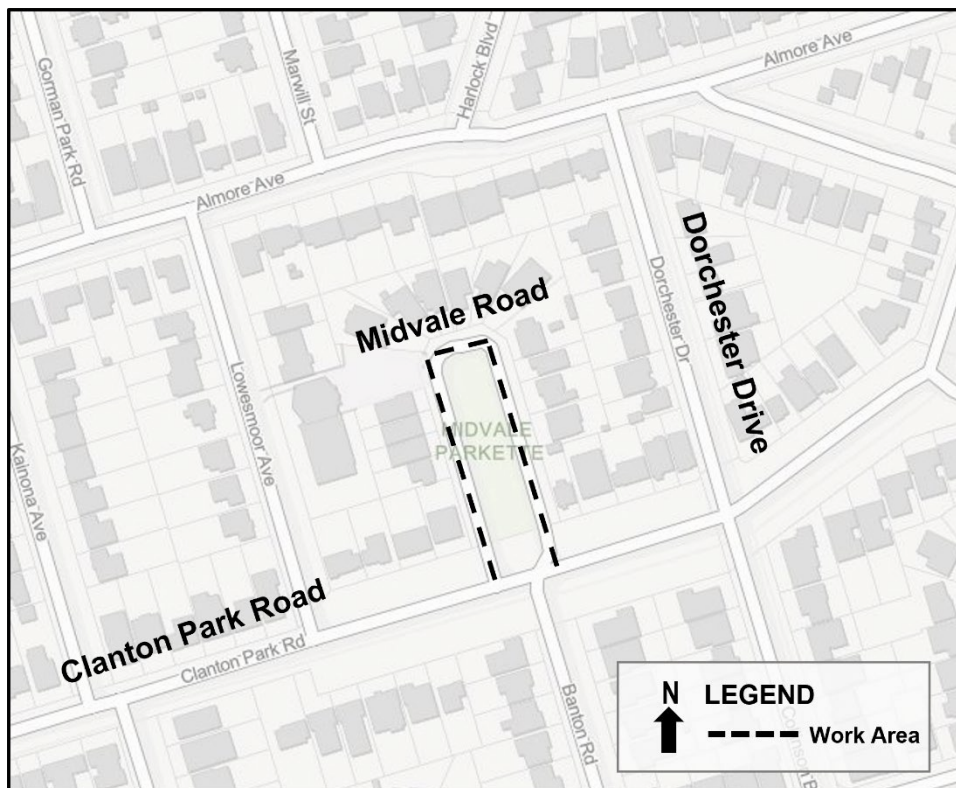 Gorman Park Rd
Marwill St
Harlock Blvd
Almore Ave
Almore Ave
Midvale Road
Dorchester Dr
Dorchester Drive
Lowesmoor Ave
MIDVALE
PARKETTE
Kainona Ave
Clanton Park Road
Clanton Park Rd
Banton Rd
N LEGEND
Work Area